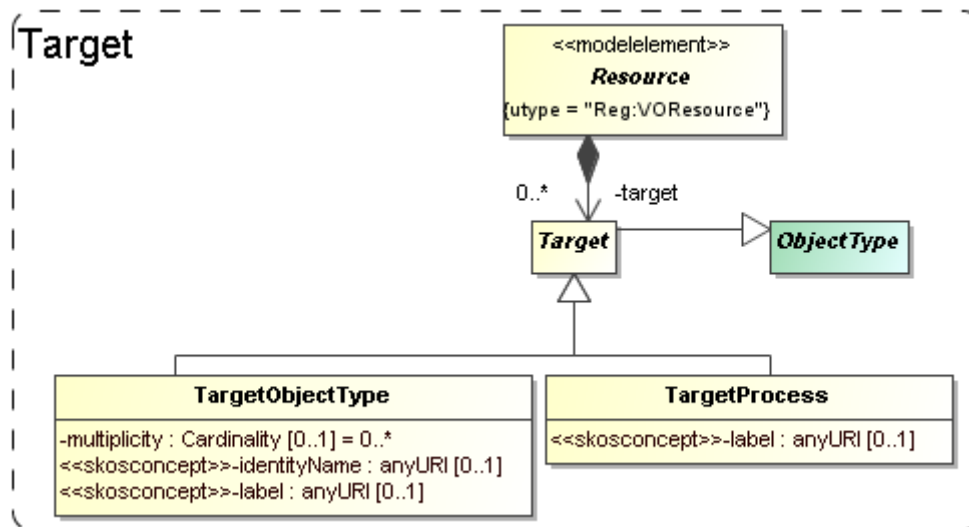 Target
<<modelelement>>
Resource
{utype = "Reg:VOResource"}
0..* -target
Target
ObjectType
TargetObjectType
-multiplicity : Cardinality [0..1] = 0..*
<<skosconcept>>-identityName : anyURI [0..1]
<<skosconcept>>-label : anyURI [0..1]
TargetProcess
<<skosconcept>>-label : anyURI [0..1]